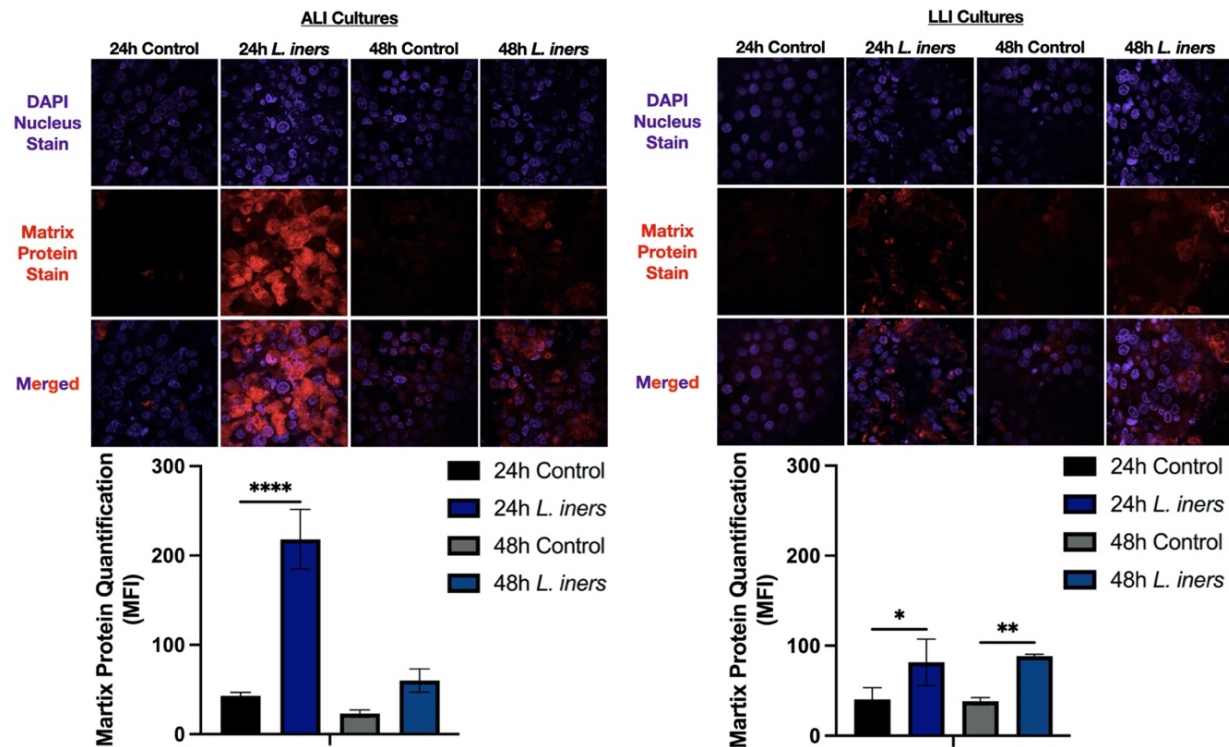 ALI Cultures
24h Control
24h L. iners
48h Control
48h L. iners
DAPI
Nucleus
Stain
Matrix
Protein
Stain
Merged
Martix Protein Quantification
(MFI)
300
200
100
0
****
24h Control
24h L. iners
48h Control
48h L. iners
LLI Cultures
24h Control
24h L. iners
48h Control
48h L. iners
DAPI
Nucleus
Stain
Matrix
Protein
Stain
Merged
Martix Protein Quantification
(MFI)
300
200
100
0
*
**
24h Control
24h L. iners
48h Control
48h L. iners